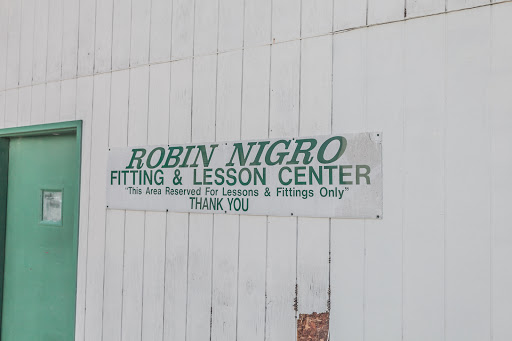 ROBIN NIGRO
FITTING & LESSON CENTER
"This Area Reserved For Lessons & Fittings Only"
THANK YOU